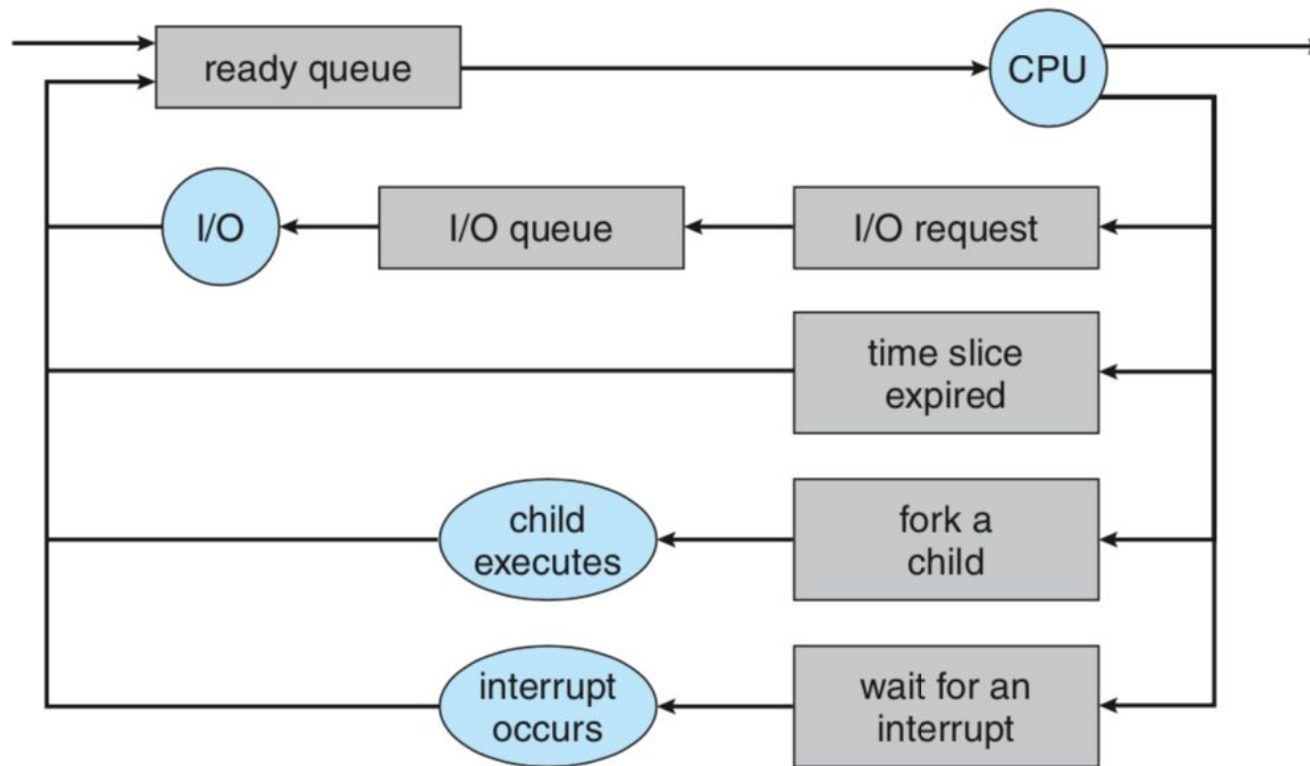 ready queue
CPU
I/O
I/O queue
I/O request
time slice
expired
child
executes
fork a
child
interrupt
occurs
wait for an
interrupt